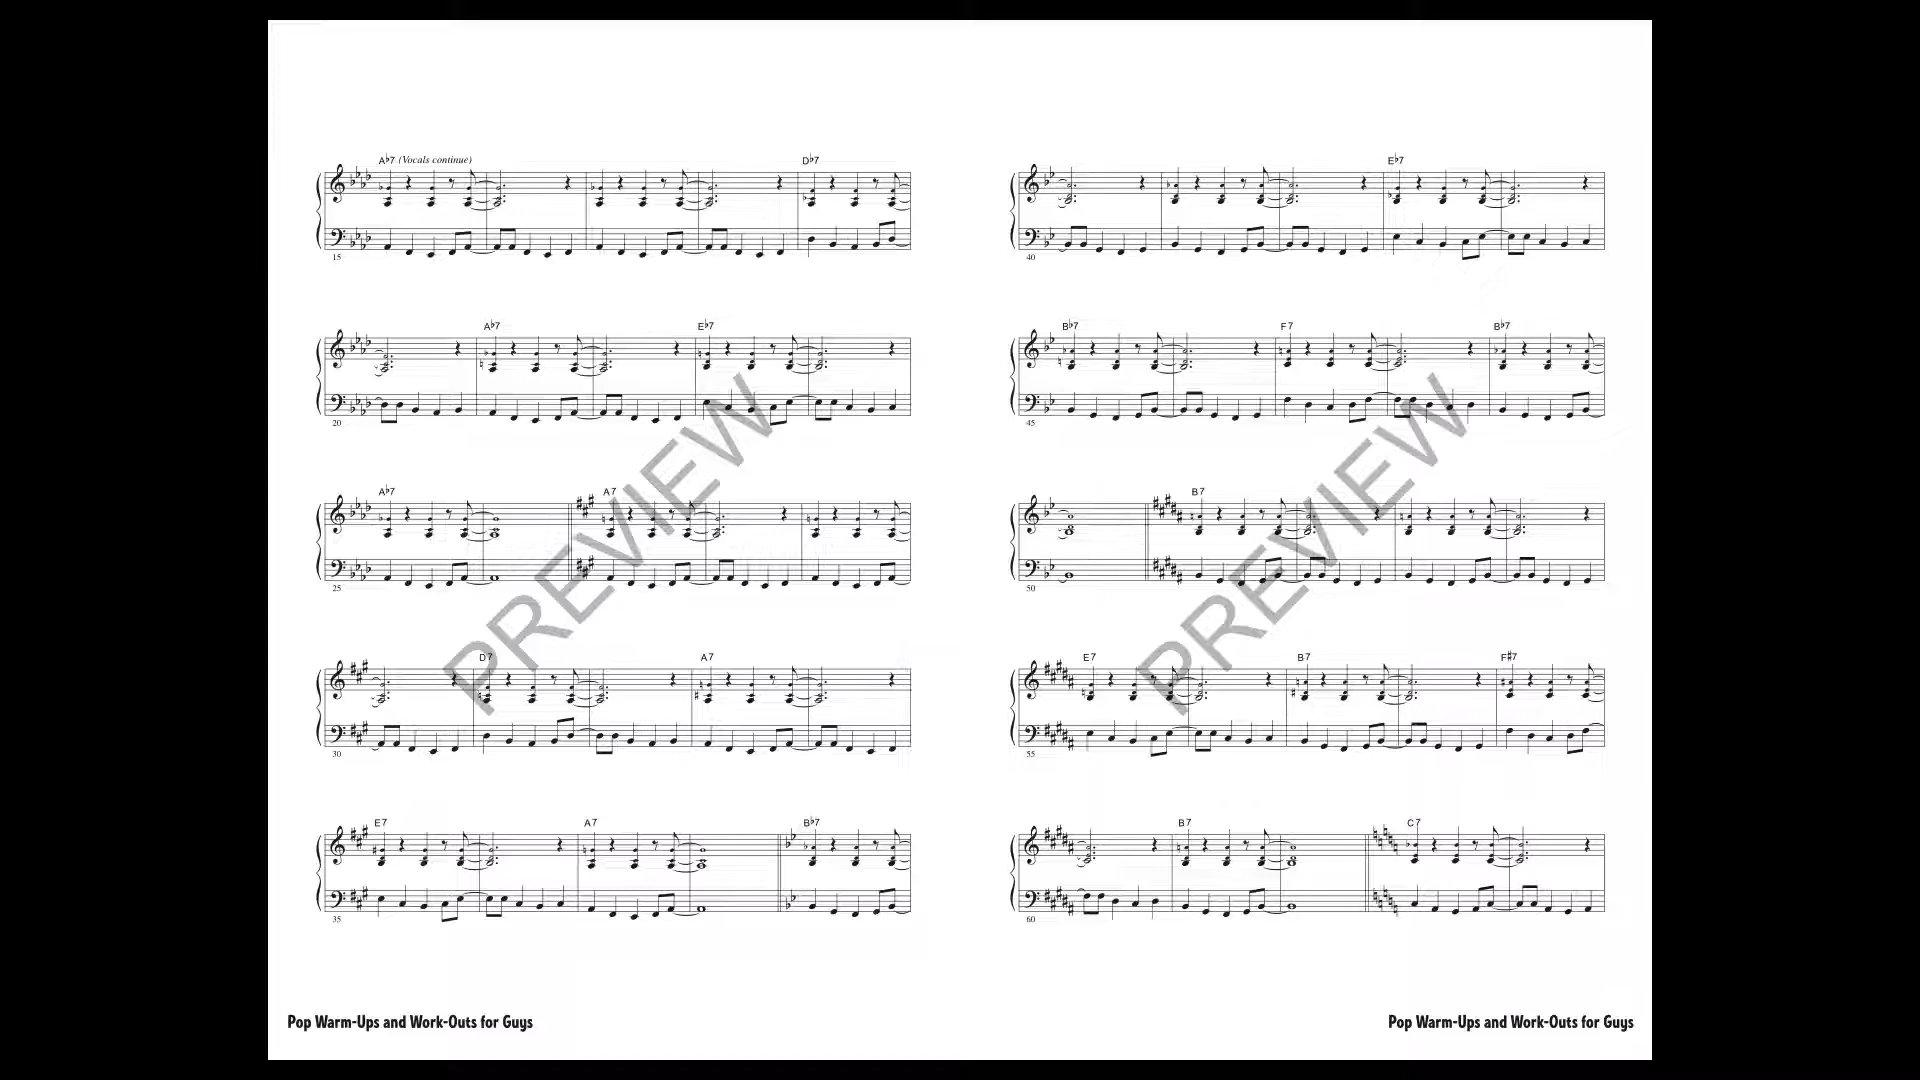 A♭7 (Vocals continue) D♭7
15
A♭7 E♭7
20
A♭7 A7
25
D7 A7
30
E7 A7 B♭7
35
PREVIEW
Pop Warm-Ups and Work-Outs for Guys
E♭7
40
B♭7 F7 B♭7
45
B7
50
E7 B7 F#7
55
B7 C7
60
PREVIEW
Pop Warm-Ups and Work-Outs for Guys